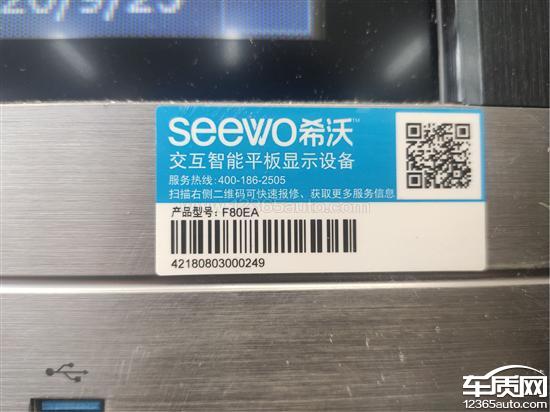 seewo希沃™
交互智能平板显示设备
服务热线:400-186-2505
扫描右侧二维码可快速报修、获取更多服务信息
产品型号: F80EA
42180803000249
车质网
12365auto.com